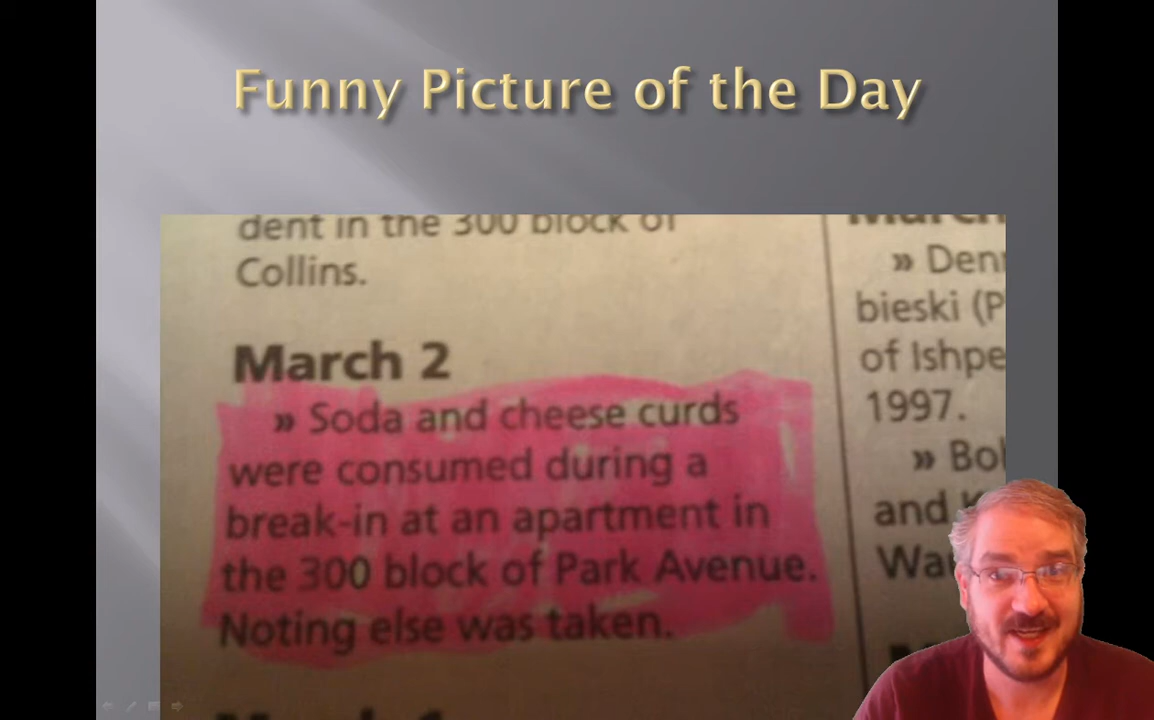 Funny Picture of the Day
dent in the 300 block of
Collins.
March 2
» Soda and cheese curds
were consumed during a
break-in at an apartment in
the 300 block of Park Avenue.
Noting else was taken.
March
» Den
bieski (P
of Ishpe
1997.
» Bo
and
Wa